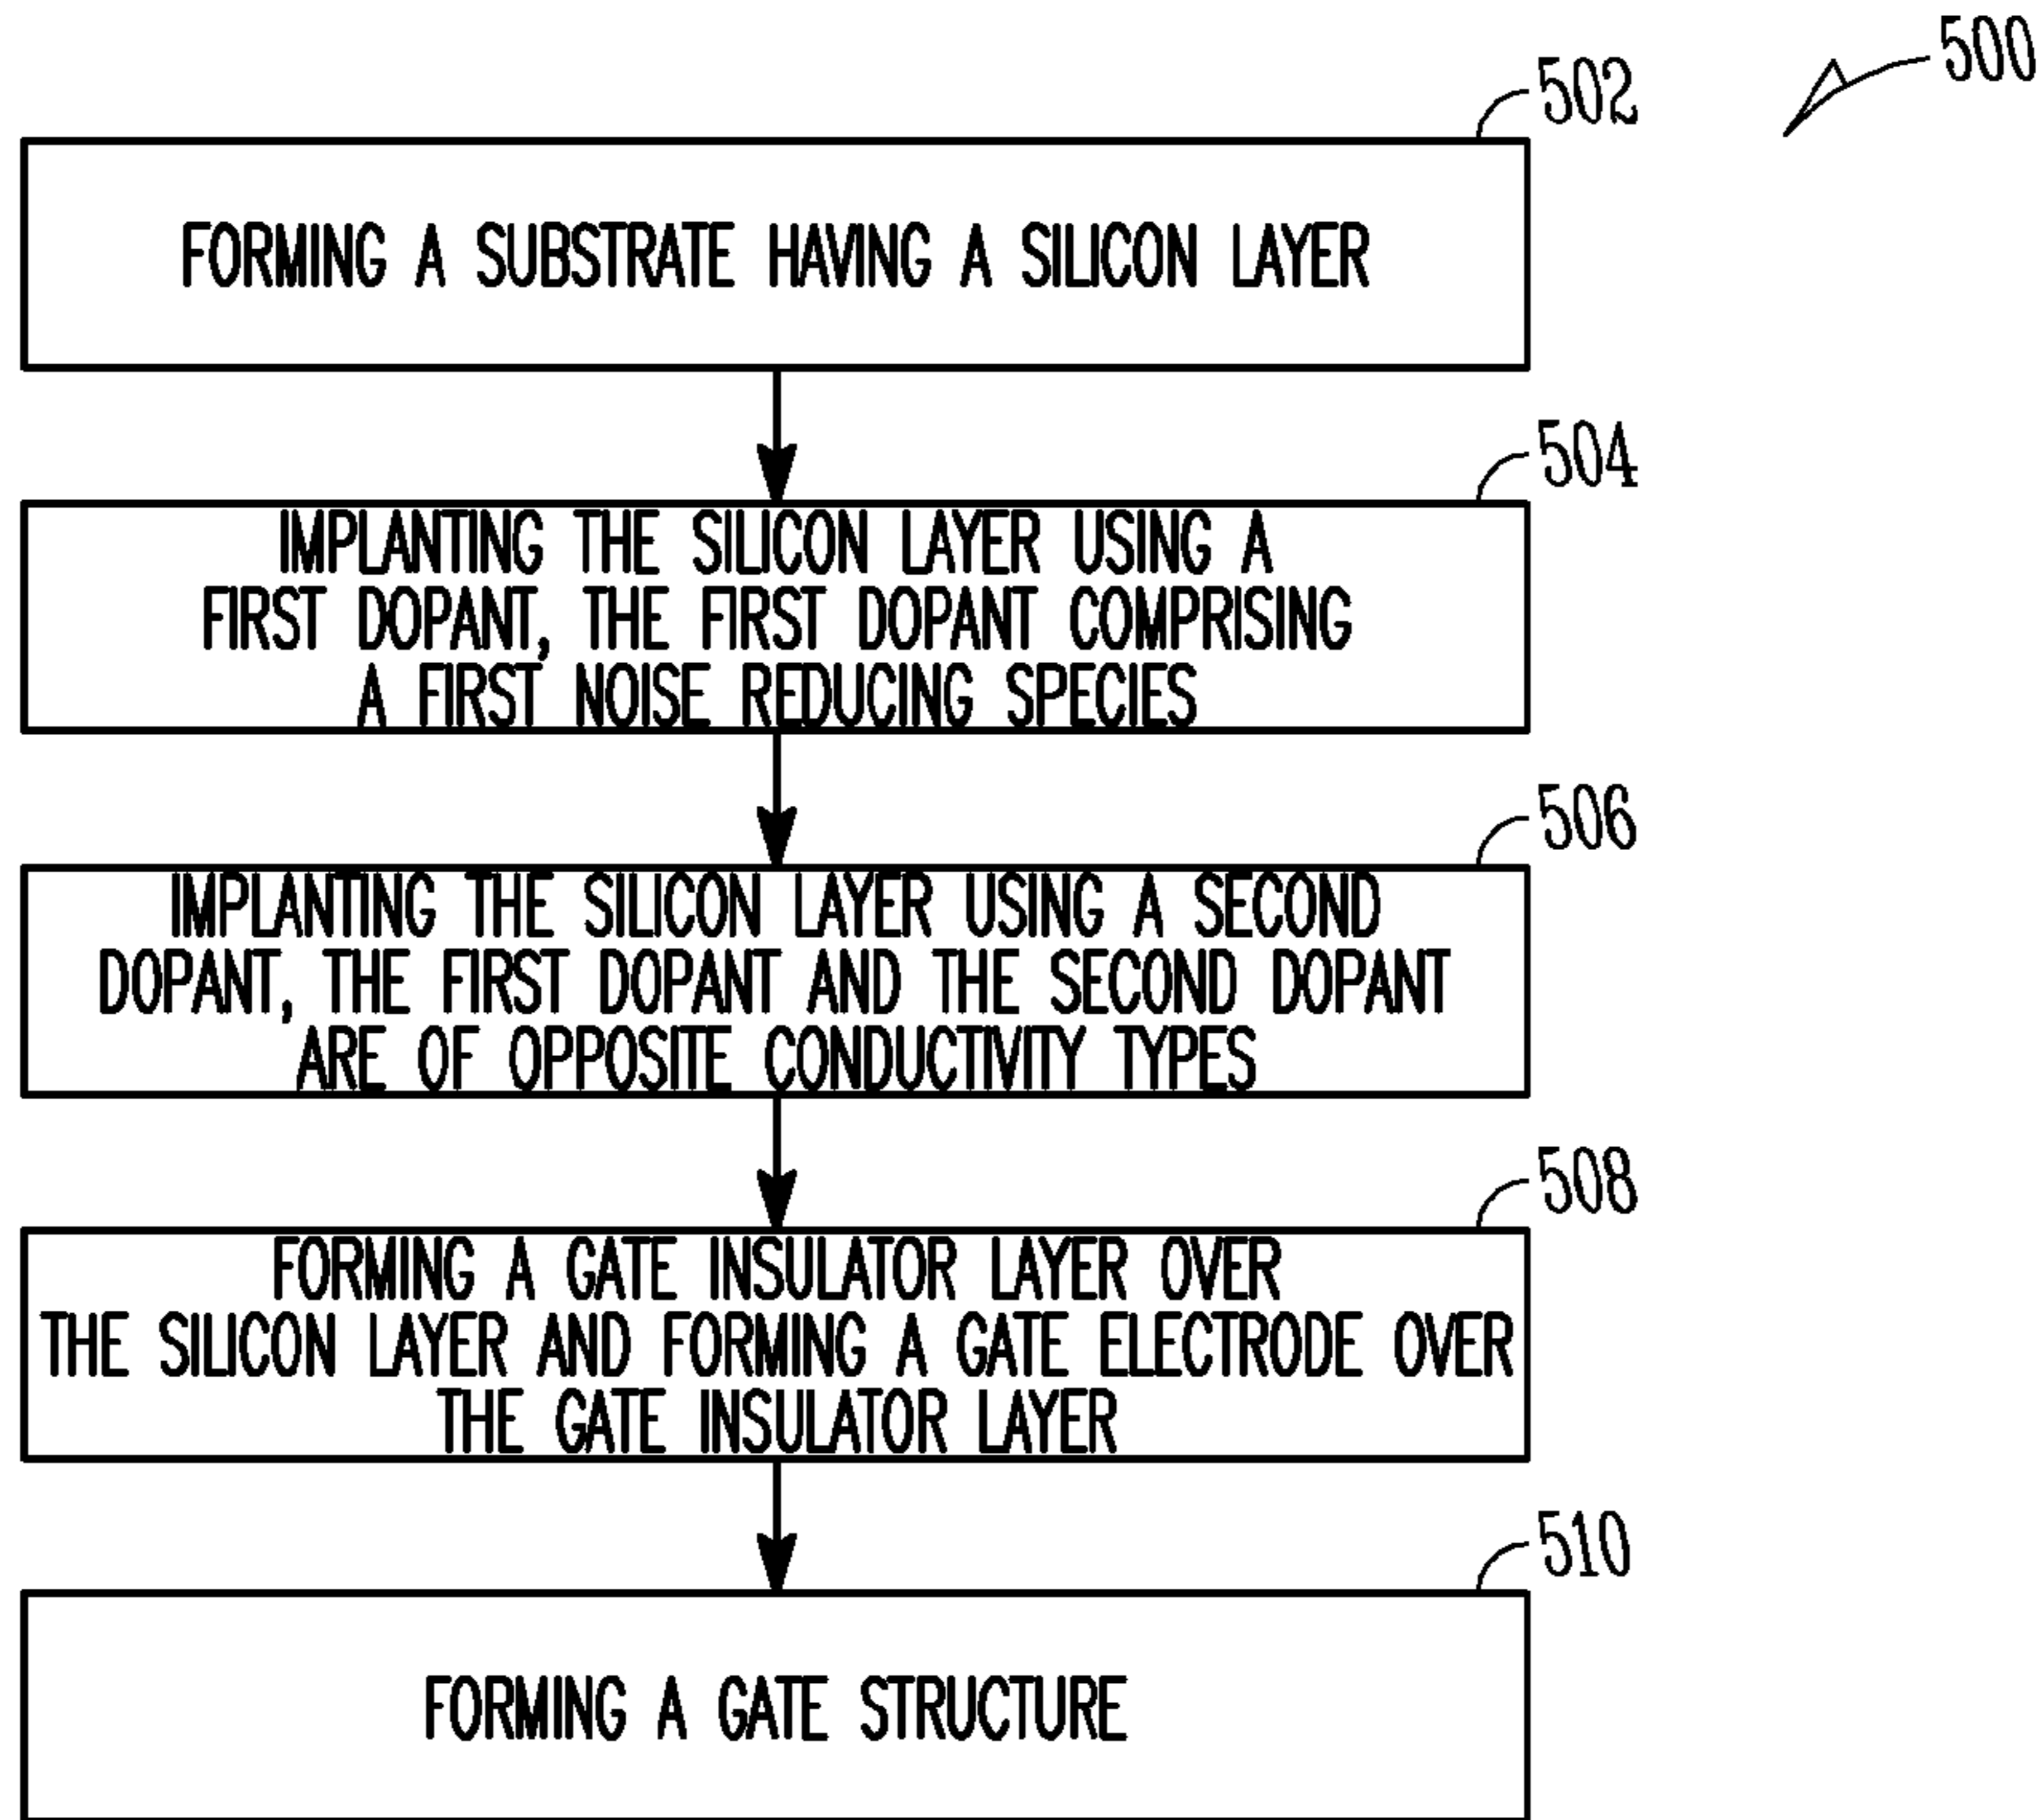 500
502
FORMING A SUBSTRATE HAVING A SILICON LAYER
504
IMPLANTING THE SILICON LAYER USING A
FIRST DOPANT, THE FIRST DOPANT COMPRISING
A FIRST NOISE REDUCING SPECIES
506
IMPLANTING THE SILICON LAYER USING A SECOND
DOPANT, THE FIRST DOPANT AND THE SECOND DOPANT
ARE OF OPPOSITE CONDUCTIVITY TYPES
508
FORMING A GATE INSULATOR LAYER OVER
THE SILICON LAYER AND FORMING A GATE ELECTRODE OVER
THE GATE INSULATOR LAYER
510
FORMING A GATE STRUCTURE